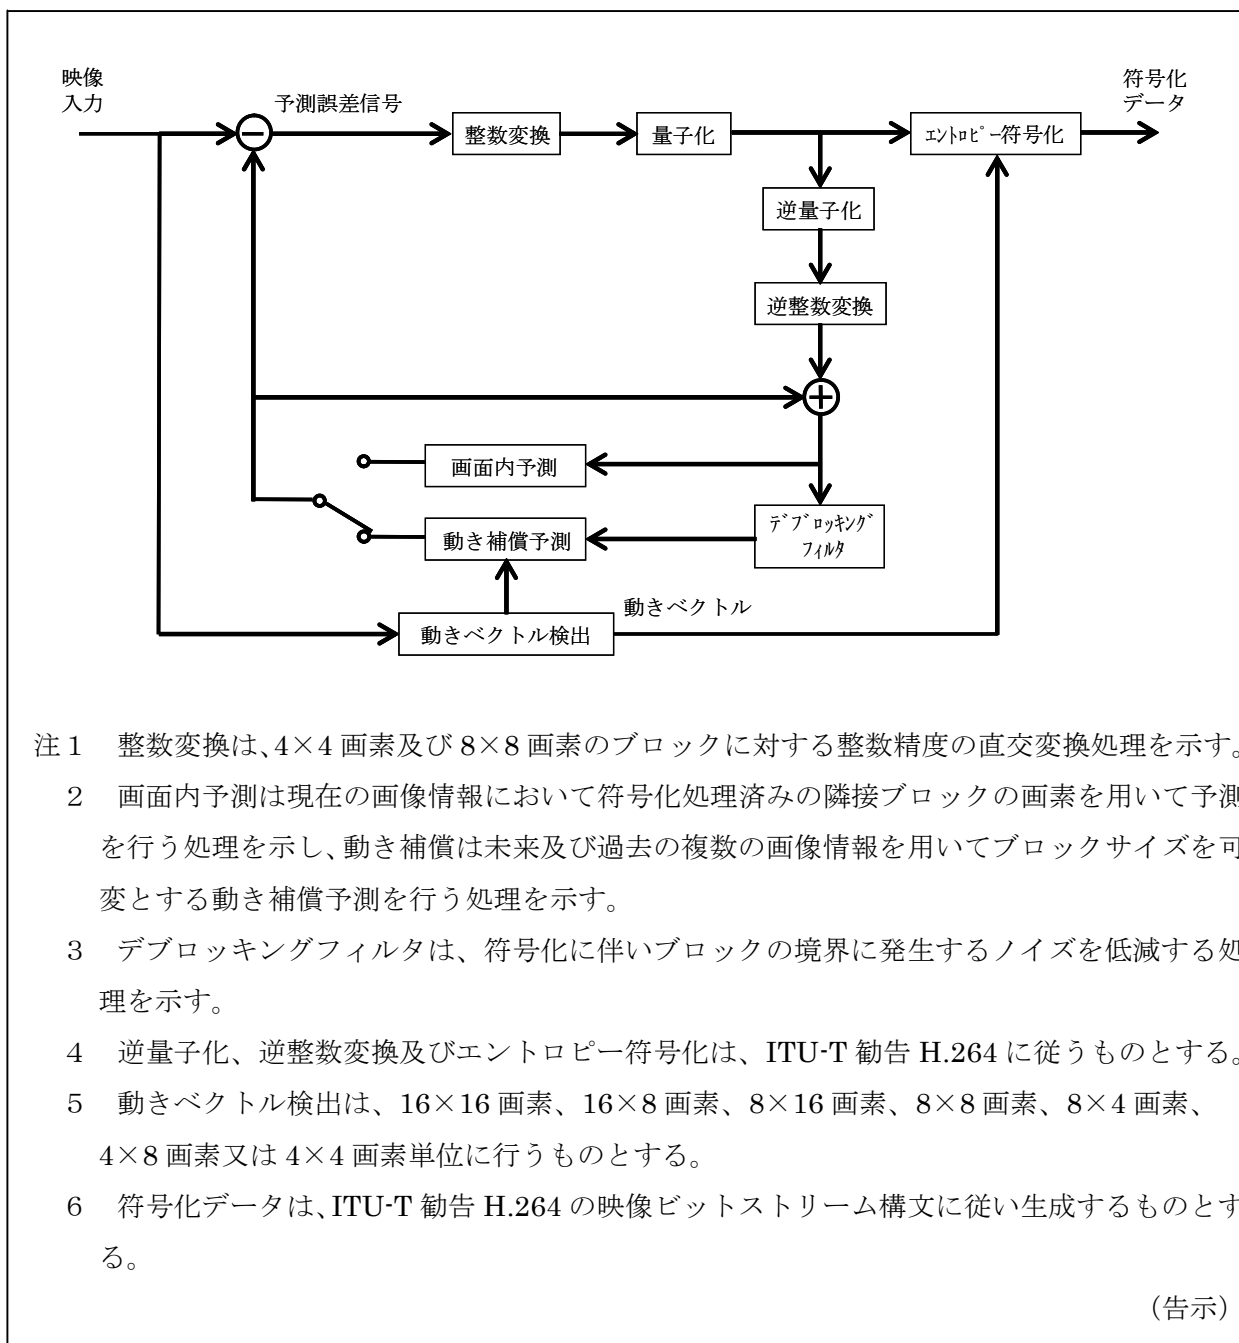 映像
入力
予測誤差信号
符号化
データ
整数変換
量子化
エントロピー符号化
逆量子化
逆整数変換
画面内予測
デブロッキング
フィルタ
動き補償予測
動きベクトル
動きベクトル検出
注1 整数変換は、4×4 画素及び 8×8 画素のブロックに対する整数精度の直交変換処理を示す。
2 画面内予測は現在の画像情報において符号化処理済みの隣接ブロックの画素を用いて予測
を行う処理を示し、動き補償は未来及び過去の複数の画像情報を用いてブロックサイズを可
変とする動き補償予測を行う処理を示す。
3 デブロッキングフィルタは、符号化に伴いブロックの境界に発生するノイズを低減する処
理を示す。
4 逆量子化、逆整数変換及びエントロピー符号化は、ITU-T 勧告 H.264 に従うものとする。
5 動きベクトル検出は、16×16 画素、16×8 画素、8×16 画素、8×8 画素、8×4 画素、
4×8 画素又は 4×4 画素単位に行うものとする。
6 符号化データは、ITU-T 勧告 H.264 の映像ビットストリーム構文に従い生成するものとす
る。
（告示）